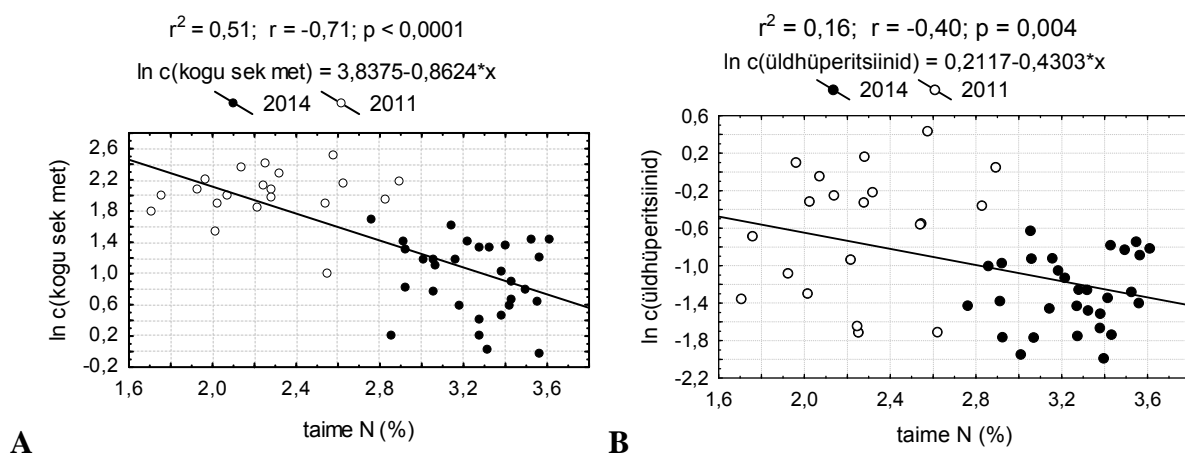 r² = 0,51; r = -0,71; p < 0,0001
ln c(kogu sek met) = 3,8375-0,8624*x
2014 2011
ln c(kogu sek met)
2,6
2,2
1,8
1,4
1,0
0,6
0,2
-0,2
1,6 2,0 2,4 2,8 3,2 3,6
taime N (%)
A
r² = 0,16; r = -0,40; p = 0,004
ln c(üldhüperitsiinid) = 0,2117-0,4303*x
2014 2011
ln c(üldhüperitsiinid)
0,6
0,2
-0,2
-0,6
-1,0
-1,4
-1,8
-2,2
1,6 2,0 2,4 2,8 3,2 3,6
taime N (%)
B